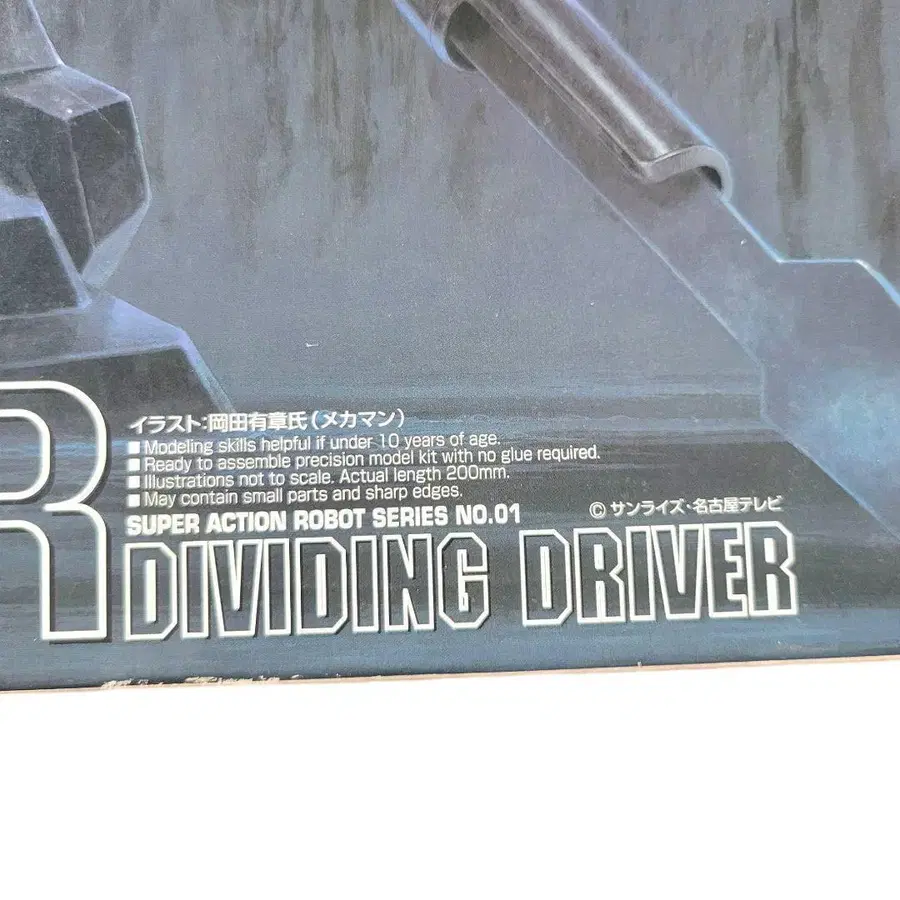 イラスト:岡田有章氏(メカマン)
■Modeling skills helpful if under 10 years of age.
■Ready to assemble precision model kit with no glue required.
■Illustrations not to scale. Actual length 200mm.
■May contain small parts and sharp edges.
SUPER ACTION ROBOT SERIES NO.01
© サンライズ・名古屋テレビ
R
DIVIDING DRIVER